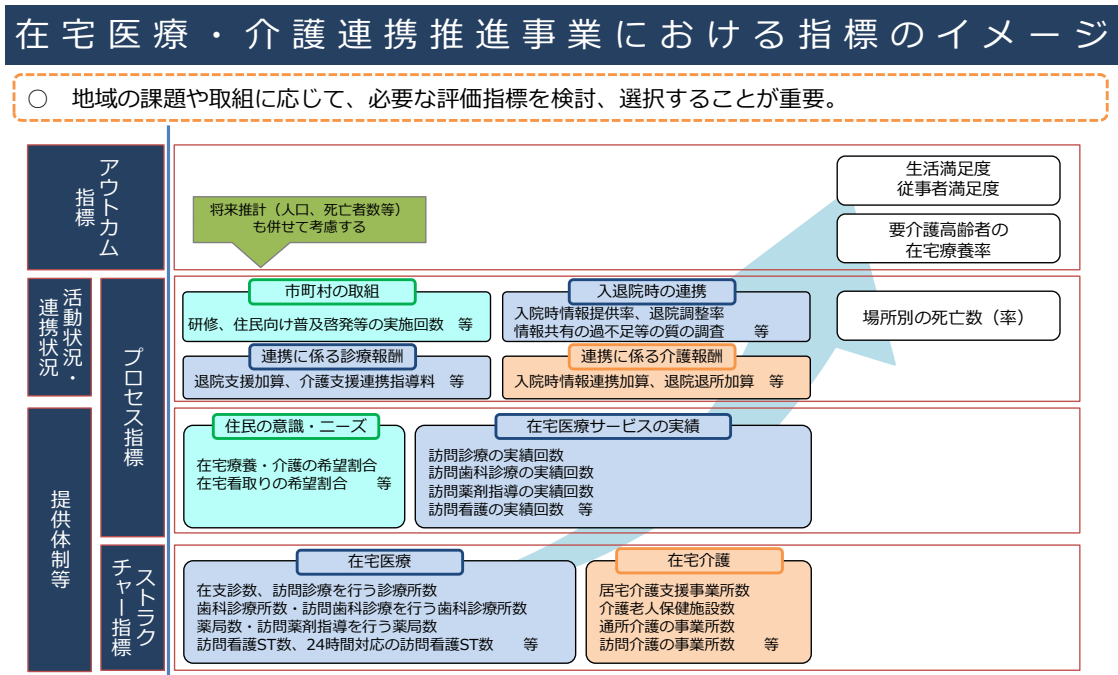 在宅医療・介護連携推進事業における指標のイメージ
○　地域の課題や取組に応じて、必要な評価指標を検討、選択することが重要。
アウトカム
指標
将来推計（人口、死亡者数等）
も併せて考慮する
生活満足度
従事者満足度
要介護高齢者の
在宅療養率
活動状況・
連携状況
プロセス指標
市町村の取組
研修、住民向け普及啓発等の実施回数　等
入退院時の連携
入院時情報提供率、退院調整率
情報共有の過不足等の質の調査　　等
場所別の死亡数（率）
連携に係る診療報酬
退院支援加算、介護支援連携指導料　等
連携に係る介護報酬
入院時情報連携加算、退院退所加算　等
提供体制等
住民の意識・ニーズ
在宅療養・介護の希望割合
在宅看取りの希望割合　　等
在宅医療サービスの実績
訪問診療の実績回数
訪問歯科診療の実績回数
訪問薬剤指導の実績回数
訪問看護の実績回数　等
ストラク
チャー指標
在宅医療
在支診数、訪問診療を行う診療所数
歯科診療所数・訪問歯科診療を行う歯科診療所数
薬局数・訪問薬剤指導を行う薬局数
訪問看護ST数、24時間対応の訪問看護ST数　　等
在宅介護
居宅介護支援事業所数
介護老人保健施設数
通所介護の事業所数
訪問介護の事業所数　　等